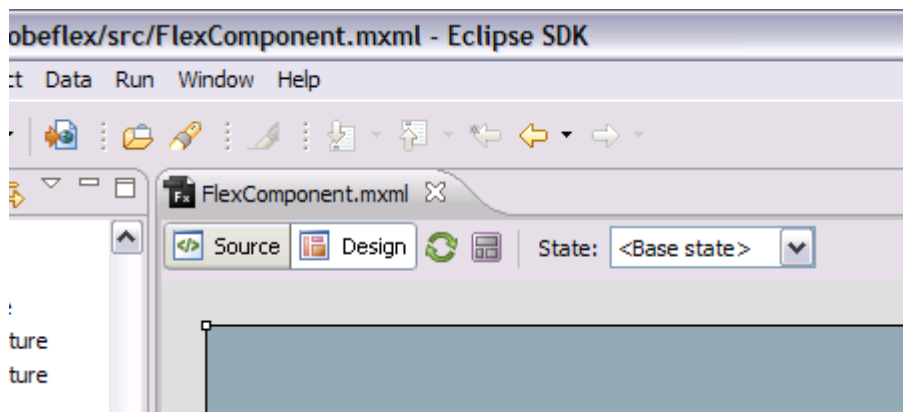 obeflex/src/FlexComponent.mxml - Eclipse SDK
ct Data Run Window Help
Fx FlexComponent.mxml
</> Source Design State: <Base state>
ture
ture